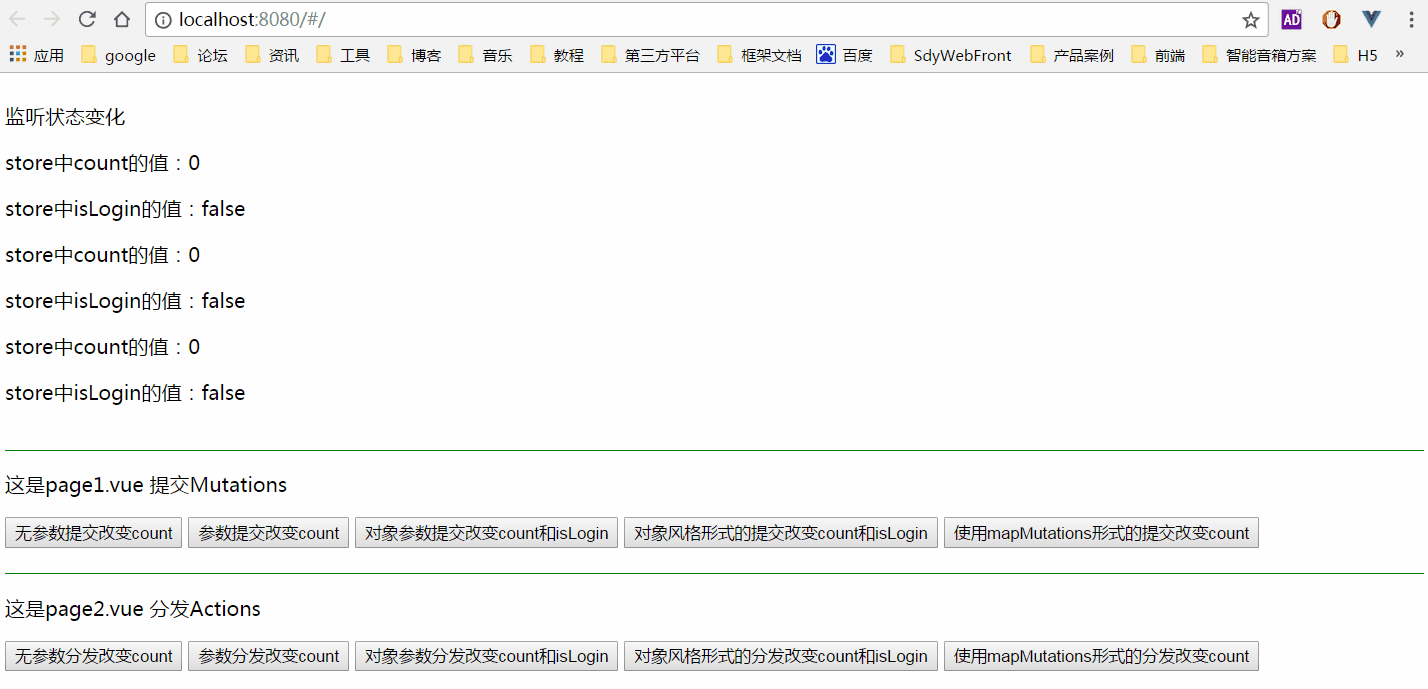 localhost:8080/#/
AD
应用 google 论坛 资讯 工具 博客 音乐 教程 第三方平台 框架文档 百度 SdyWebFront 产品案例 前端 智能音箱方案 H5 »
监听状态变化
store中count的值：0
store中isLogin的值：false
store中count的值：0
store中isLogin的值：false
store中count的值：0
store中isLogin的值：false
这是page1.vue 提交Mutations
无参数提交改变count 参数提交改变count 对象参数提交改变count和isLogin 对象风格形式的提交改变count和isLogin 使用mapMutations形式的提交改变count
这是page2.vue 分发Actions
无参数分发改变count 参数分发改变count 对象参数分发改变count和isLogin 对象风格形式的分发改变count和isLogin 使用mapMutations形式的分发改变count